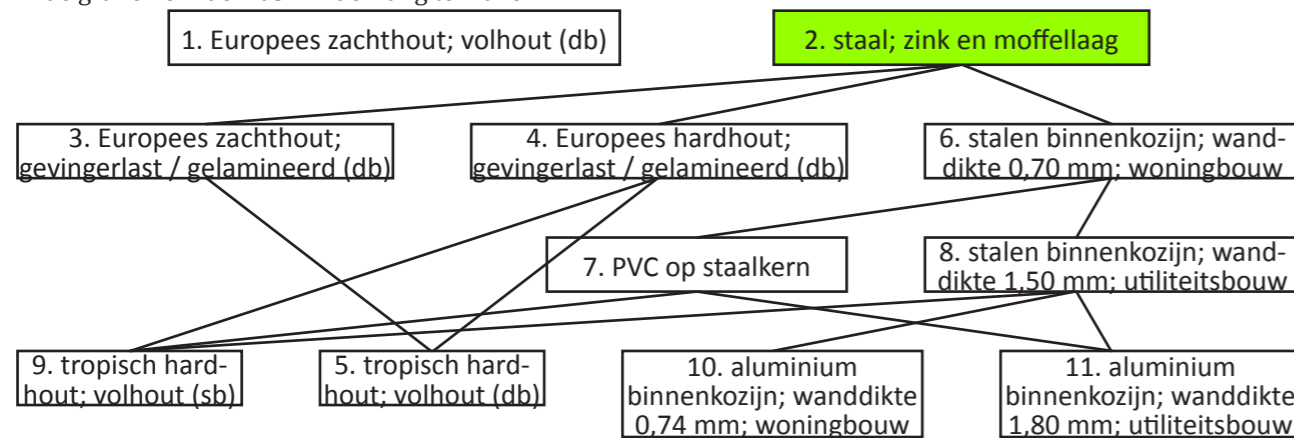 1. Europees zachthout; volhout (db)
2. staal; zink en moffellaag
3. Europees zachthout;
gevingerlast / gelamineerd (db)
4. Europees hardhout;
gevingerlast / gelamineerd (db)
6. stalen binnenkozijn; wand-
dikte 0,70 mm; woningbouw
7. PVC op staalkern
8. stalen binnenkozijn; wand-
dikte 1,50 mm; utiliteitsbouw
9. tropisch hard-
hout; volhout (sb)
5. tropisch hard-
hout; volhout (db)
10. aluminium
binnenkozijn; wanddikte
0,74 mm; woningbouw
11. aluminium
binnenkozijn; wanddikte
1,80 mm; utiliteitsbouw